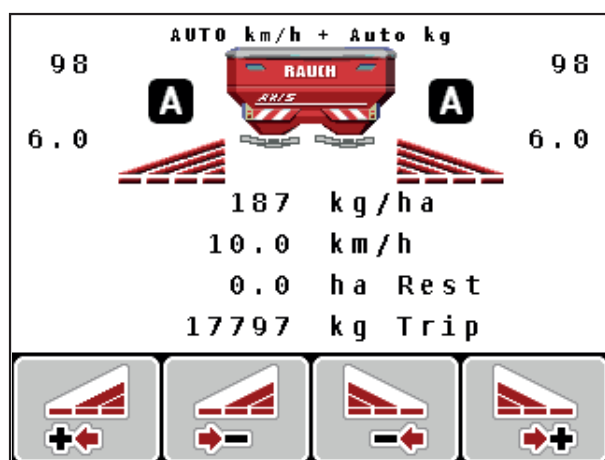 AUTO km/h + Auto kg
98 98
RAUCH
AXIS
A A
6.0 6.0
187 kg/ha
10.0 km/h
0.0 ha Rest
17797 kg Trip